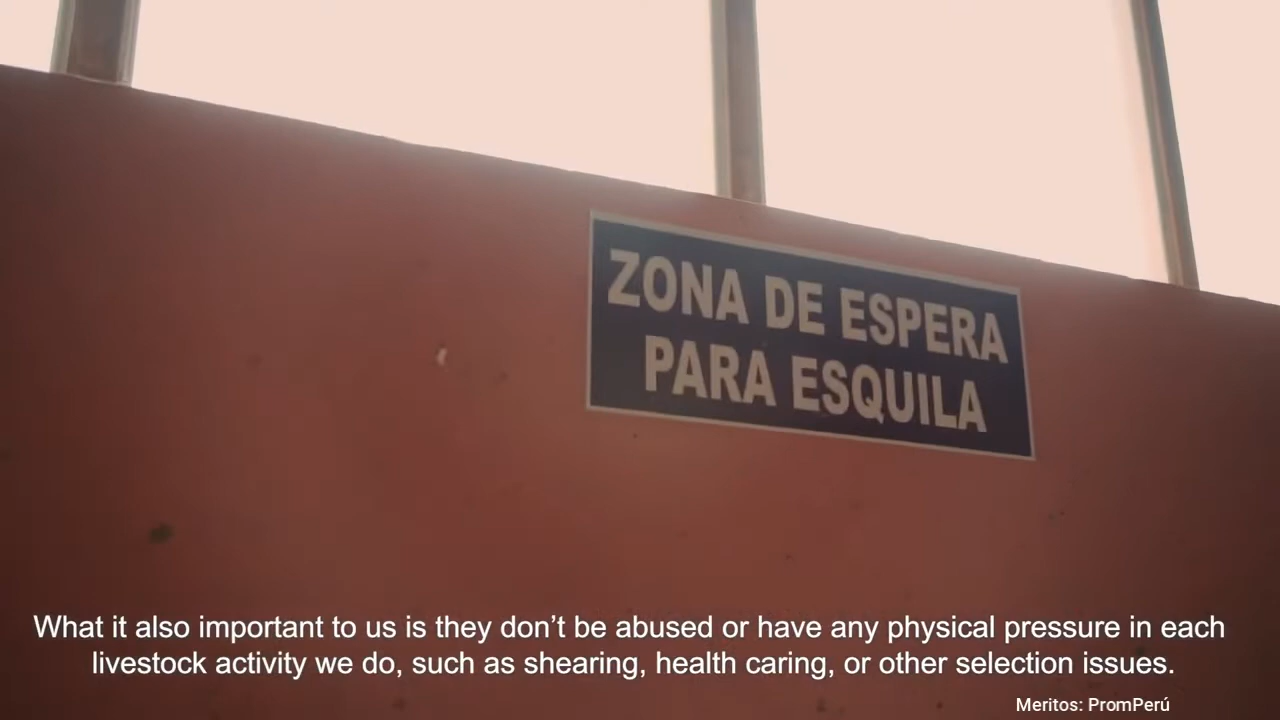 ZONA DE ESPERA
PARA ESQUILA
What it also important to us is they don’t be abused or have any physical pressure in each
livestock activity we do, such as shearing, health caring, or other selection issues.
Meritos: PromPerú